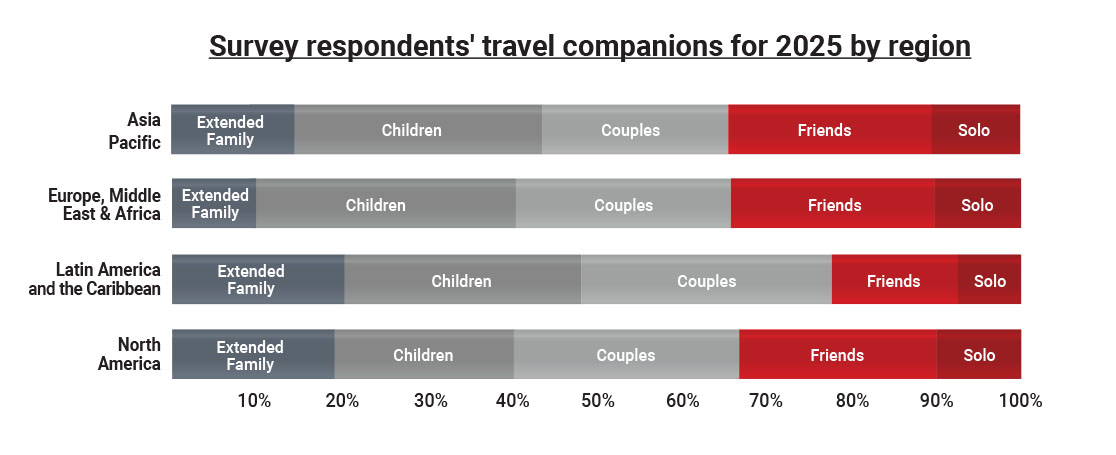 Survey respondents' travel companions for 2025 by region
Asia
Pacific
Extended
Family
Children
Couples
Friends
Solo
Europe, Middle
East & Africa
Extended
Family
Children
Couples
Friends
Solo
Latin America
and the Caribbean
Extended
Family
Children
Couples
Friends
Solo
North
America
Extended
Family
Children
Couples
Friends
Solo
10% 20% 30% 40% 50% 60% 70% 80% 90% 100%